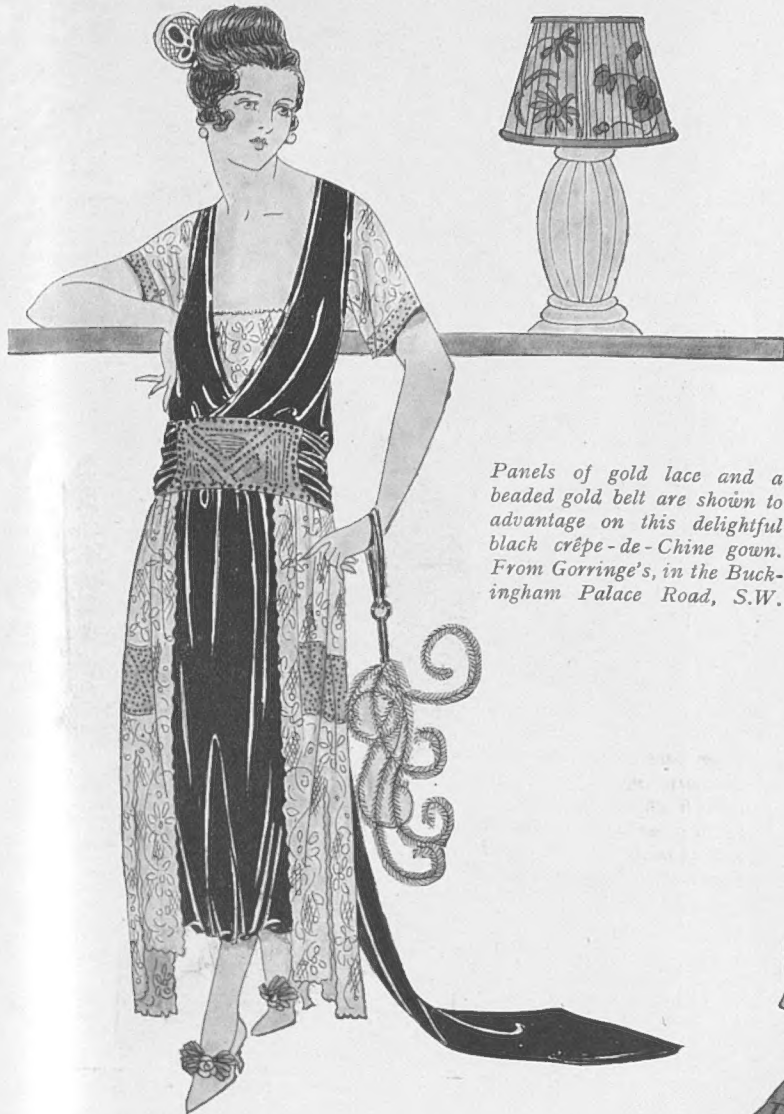 Panels of gold lace and a
beaded gold belt are shown to
advantage on this delightful
black crêpe-de-Chine gown.
From Gorringe's, in the Buck-
ingham Palace Road, S.W.